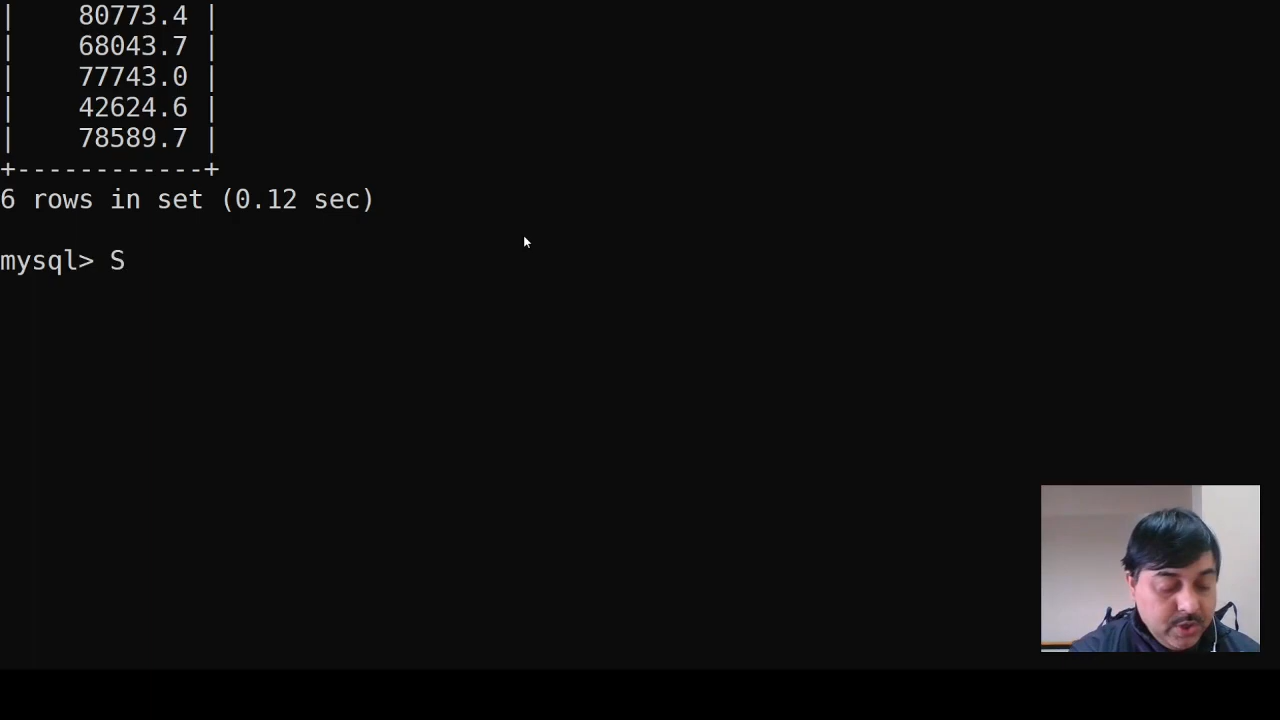 |    80773.4 |
|    68043.7 |
|    77743.0 |
|    42624.6 |
|    78589.7 |
+------------+
6 rows in set (0.12 sec)
mysql> S